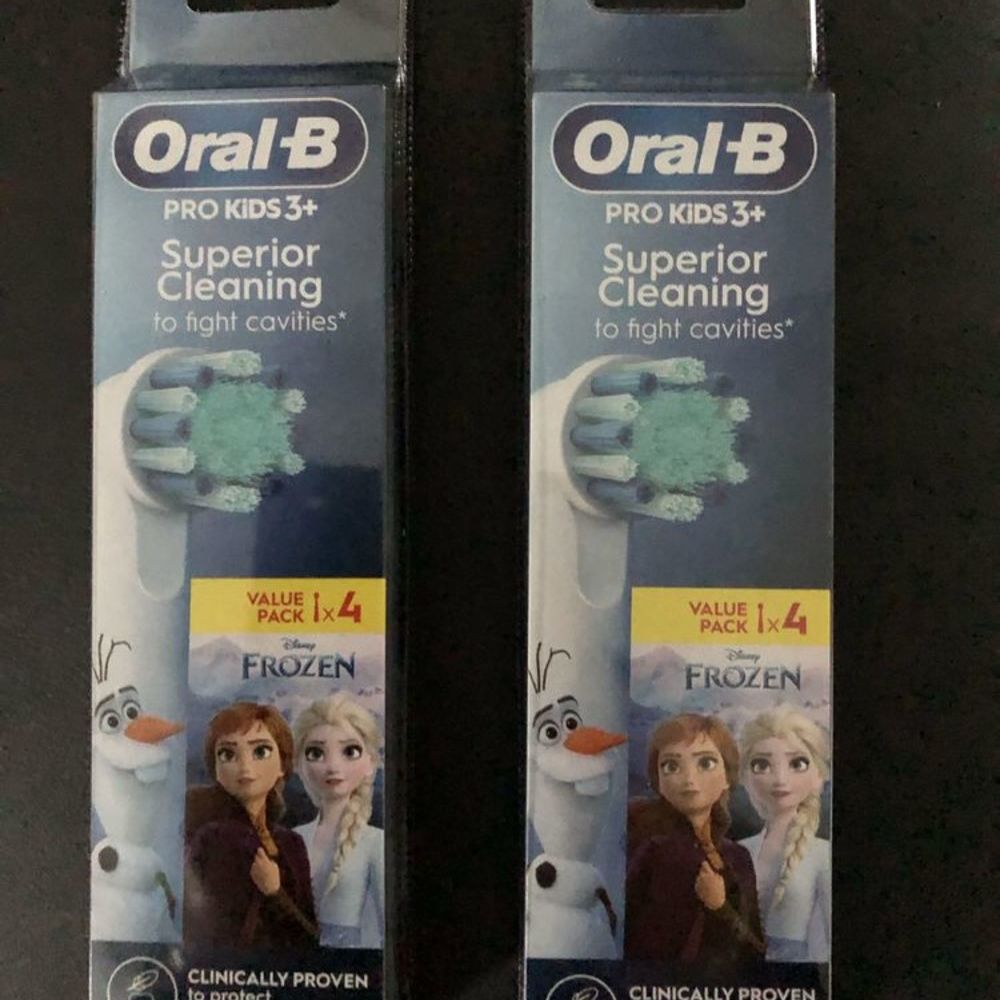 Oral-B
PRO KIDS 3+
Superior
Cleaning
to fight cavities*
VALUE
PACK 1x4
Disney
FROZEN
CLINICALLY PROVEN
to protect
Oral-B
PRO KIDS 3+
Superior
Cleaning
to fight cavities*
VALUE
PACK 1x4
Disney
FROZEN
CLINICALLY PROVEN